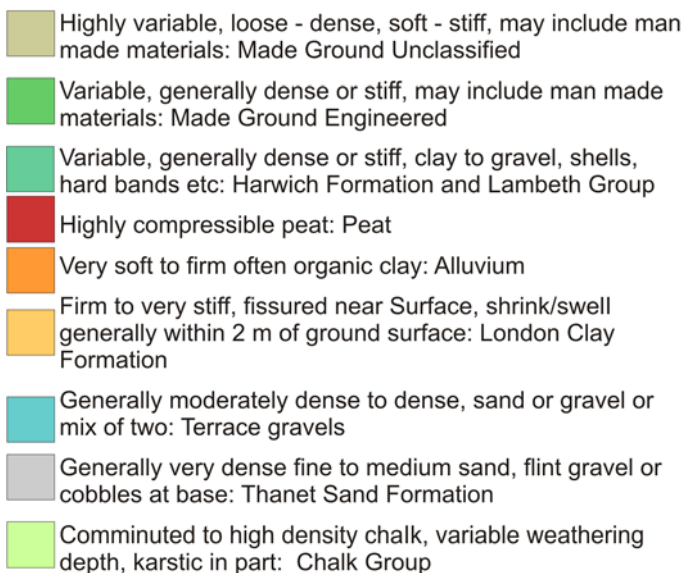 Highly variable, loose - dense, soft - stiff, may include man
made materials: Made Ground Unclassified
Variable, generally dense or stiff, may include man made
materials: Made Ground Engineered
Variable, generally dense or stiff, clay to gravel, shells,
hard bands etc: Harwich Formation and Lambeth Group
Highly compressible peat: Peat
Very soft to firm often organic clay: Alluvium
Firm to very stiff, fissured near Surface, shrink/swell
generally within 2 m of ground surface: London Clay
Formation
Generally moderately dense to dense, sand or gravel or
mix of two: Terrace gravels
Generally very dense fine to medium sand, flint gravel or
cobbles at base: Thanet Sand Formation
Comminuted to high density chalk, variable weathering
depth, karstic in part: Chalk Group